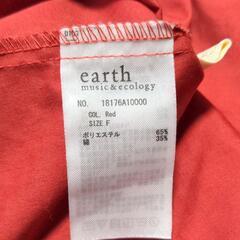 earth
music&ecology
NO. 18176A10000
COL. Red
SIZE F
ポリエステル 65%
綿 35%